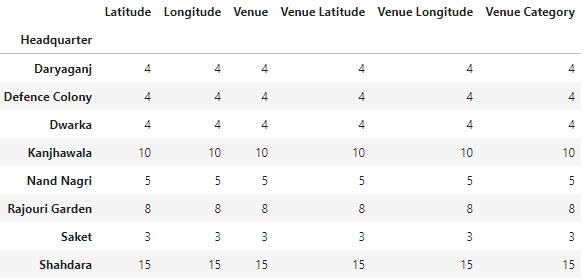 Latitude Longitude Venue Venue Latitude Venue Longitude Venue Category
Headquarter
Daryaganj 4 4 4 4 4 4
Defence Colony 4 4 4 4 4 4
Dwarka 4 4 4 4 4 4
Kanjhawala 10 10 10 10 10 10
Nand Nagri 5 5 5 5 5 5
Rajouri Garden 8 8 8 8 8 8
Saket 3 3 3 3 3 3
Shahdara 15 15 15 15 15 15